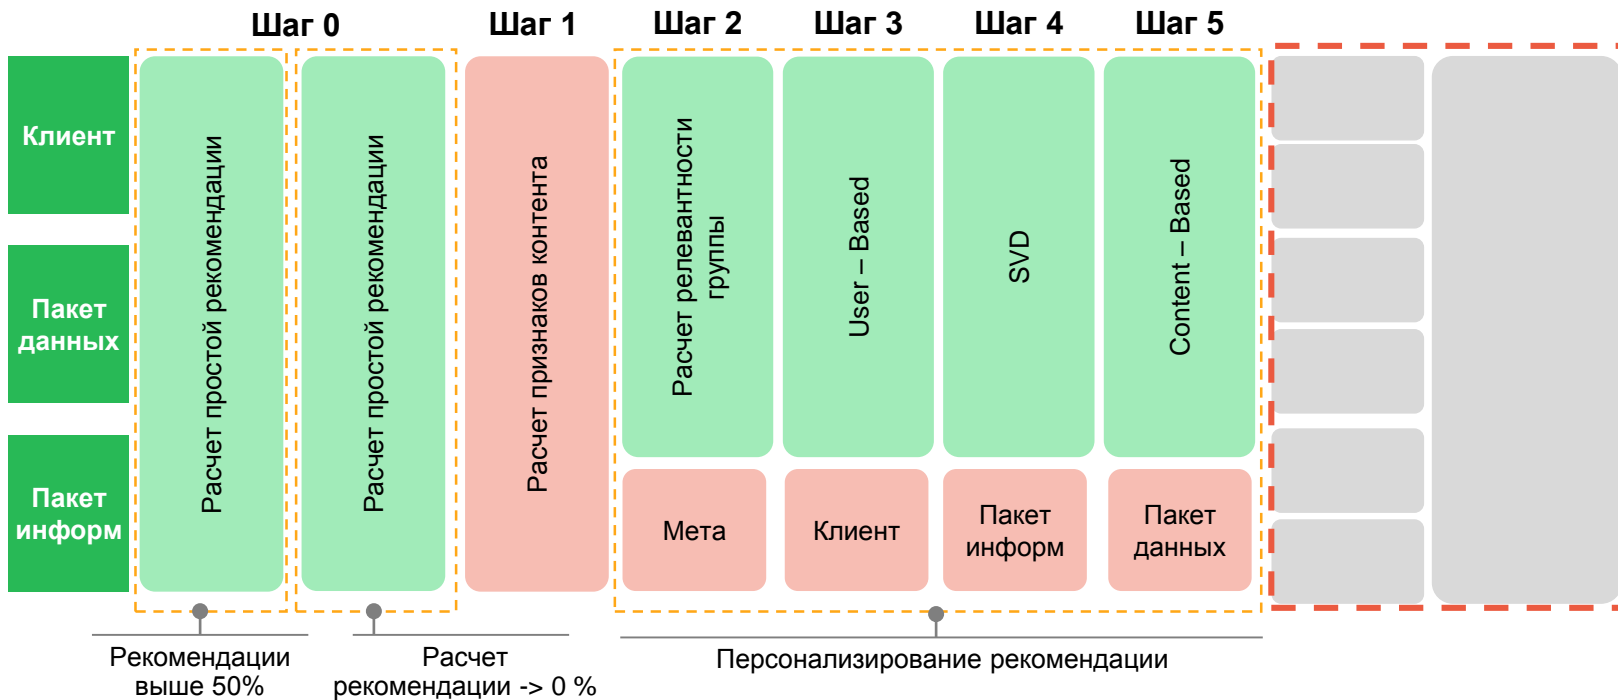 Шаг 0
Шаг 1
Шаг 2
Шаг 3
Шаг 4
Шаг 5
Клиент
Пакет
данных
Пакет
информ
Расчет простой рекомендации
Расчет простой рекомендации
Расчет признаков контента
Расчет релевантности
группы
User – Based
SVD
Content – Based
Мета
Клиент
Пакет
информ
Пакет
данных
Рекомендации
выше 50%
Расчет
рекомендации -> 0 %
Персонализирование рекомендации